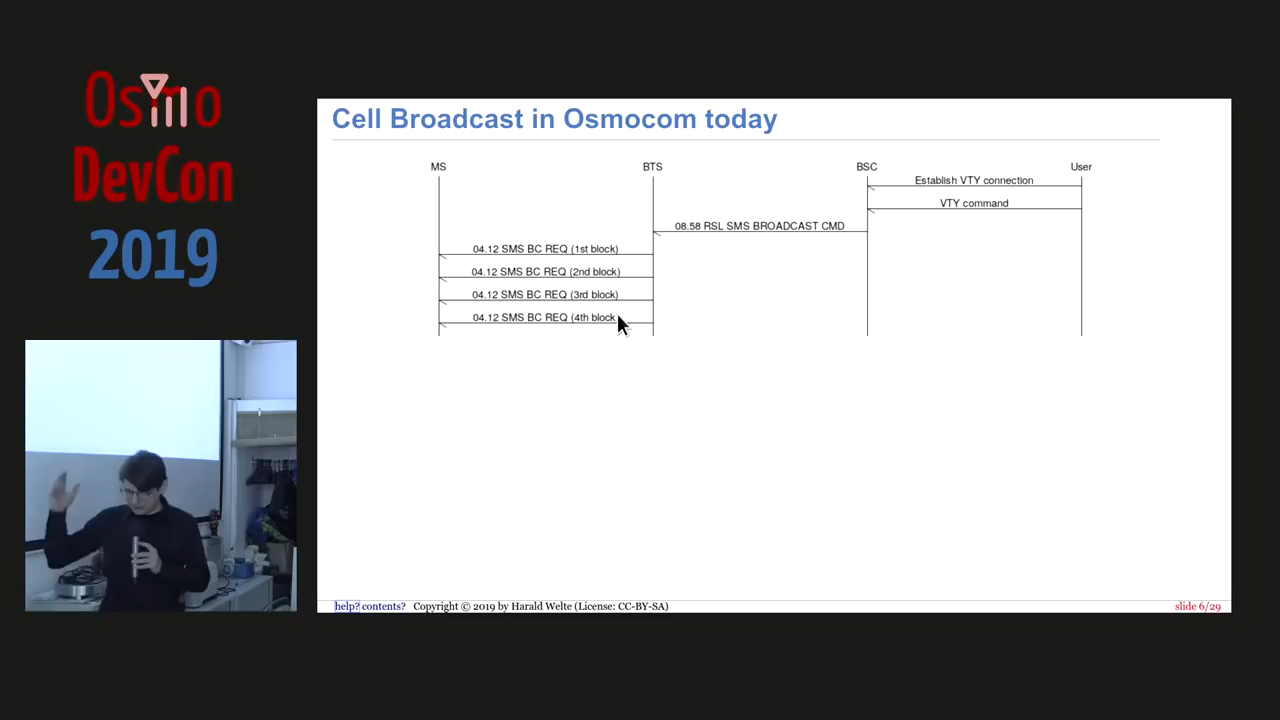 Osmo
DevCon
2019
Cell Broadcast in Osmocom today
MS BTS BSC User
Establish VTY connection
VTY command
08.58 RSL SMS BROADCAST CMD
04.12 SMS BC REQ (1st block)
04.12 SMS BC REQ (2nd block)
04.12 SMS BC REQ (3rd block)
04.12 SMS BC REQ (4th block
help? contents? Copyright © 2019 by Harald Welte (License: CC-BY-SA) slide 6/29